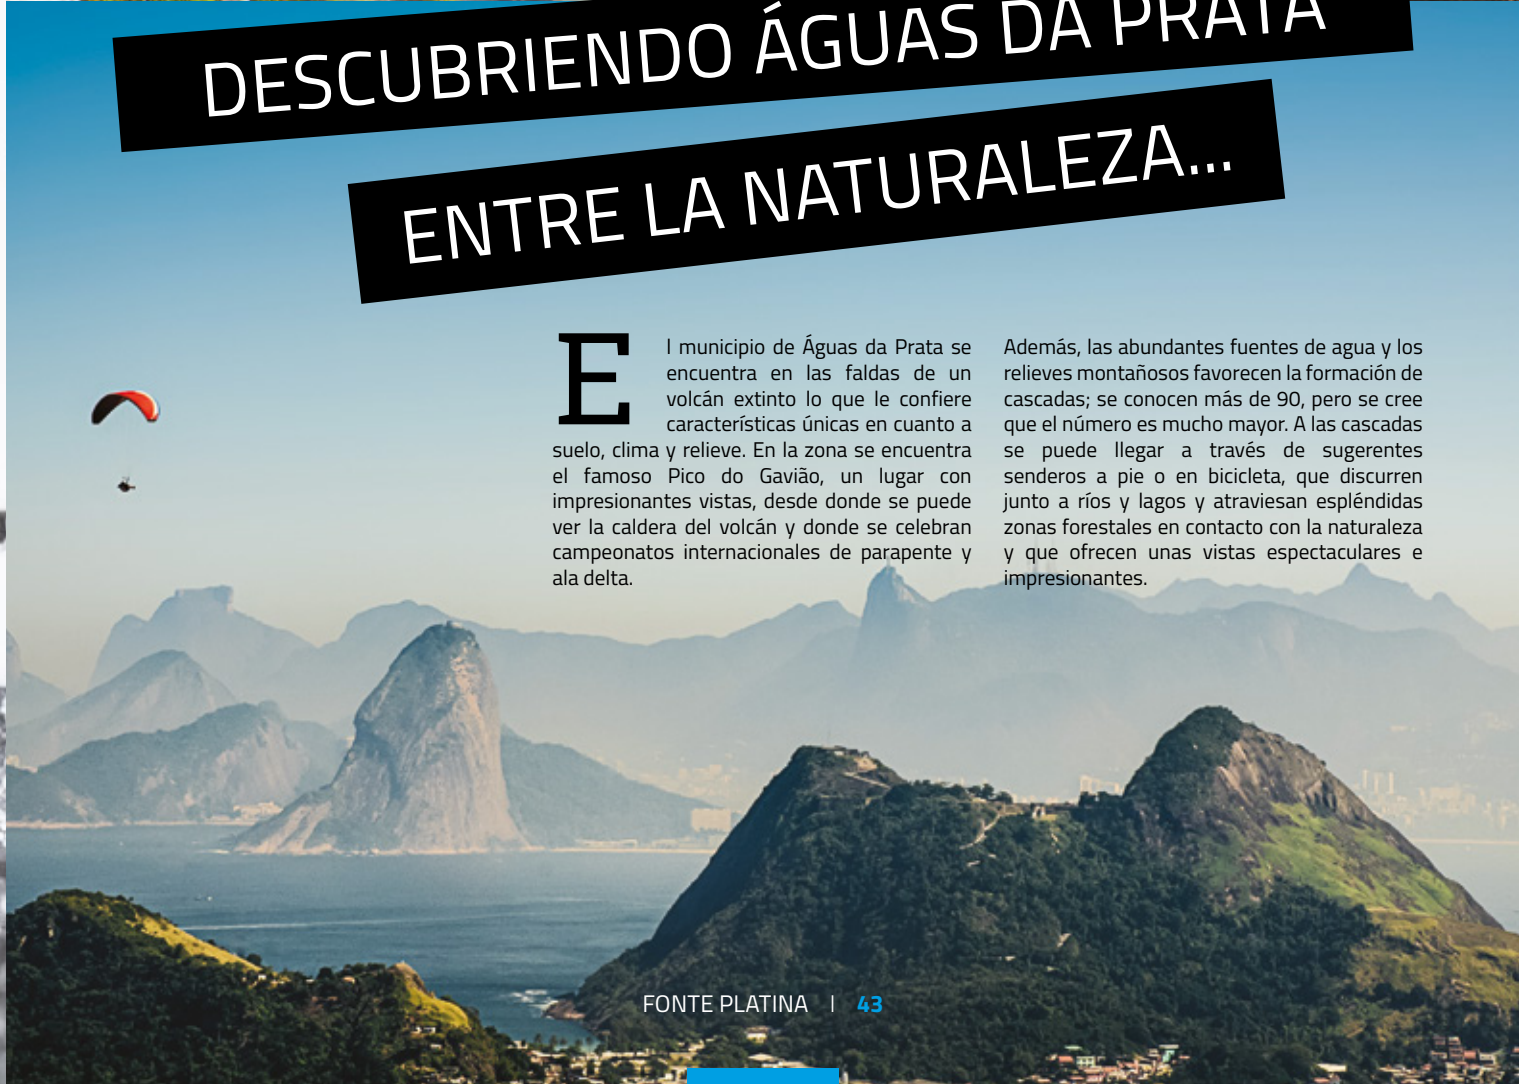 DESCUBRIENDO ÁGUAS DA PRATA
ENTRE LA NATURALEZA...
El municipio de Águas da Prata se
encuentra en las faldas de un
volcán extinto lo que le confiere
características únicas en cuanto a
suelo, clima y relieve. En la zona se encuentra
el famoso Pico do Gavião, un lugar con
impresionantes vistas, desde donde se puede
ver la caldera del volcán y donde se celebran
campeonatos internacionales de parapente y
ala delta.
Además, las abundantes fuentes de agua y los
relieves montañosos favorecen la formación de
cascadas; se conocen más de 90, pero se cree
que el número es mucho mayor. A las cascadas
se puede llegar a través de sugerentes
senderos a pie o en bicicleta, que discurren
junto a ríos y lagos y atraviesan espléndidas
zonas forestales en contacto con la naturaleza
y que ofrecen unas vistas espectaculares e
impresionantes.
FONTE PLATINA | 43